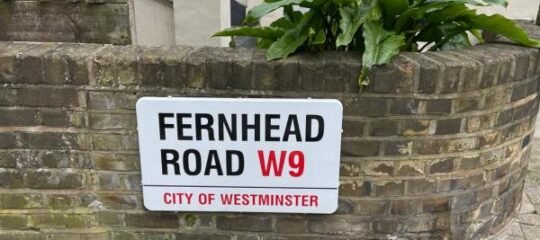 FERNHEAD
ROAD W9
CITY OF WESTMINSTER